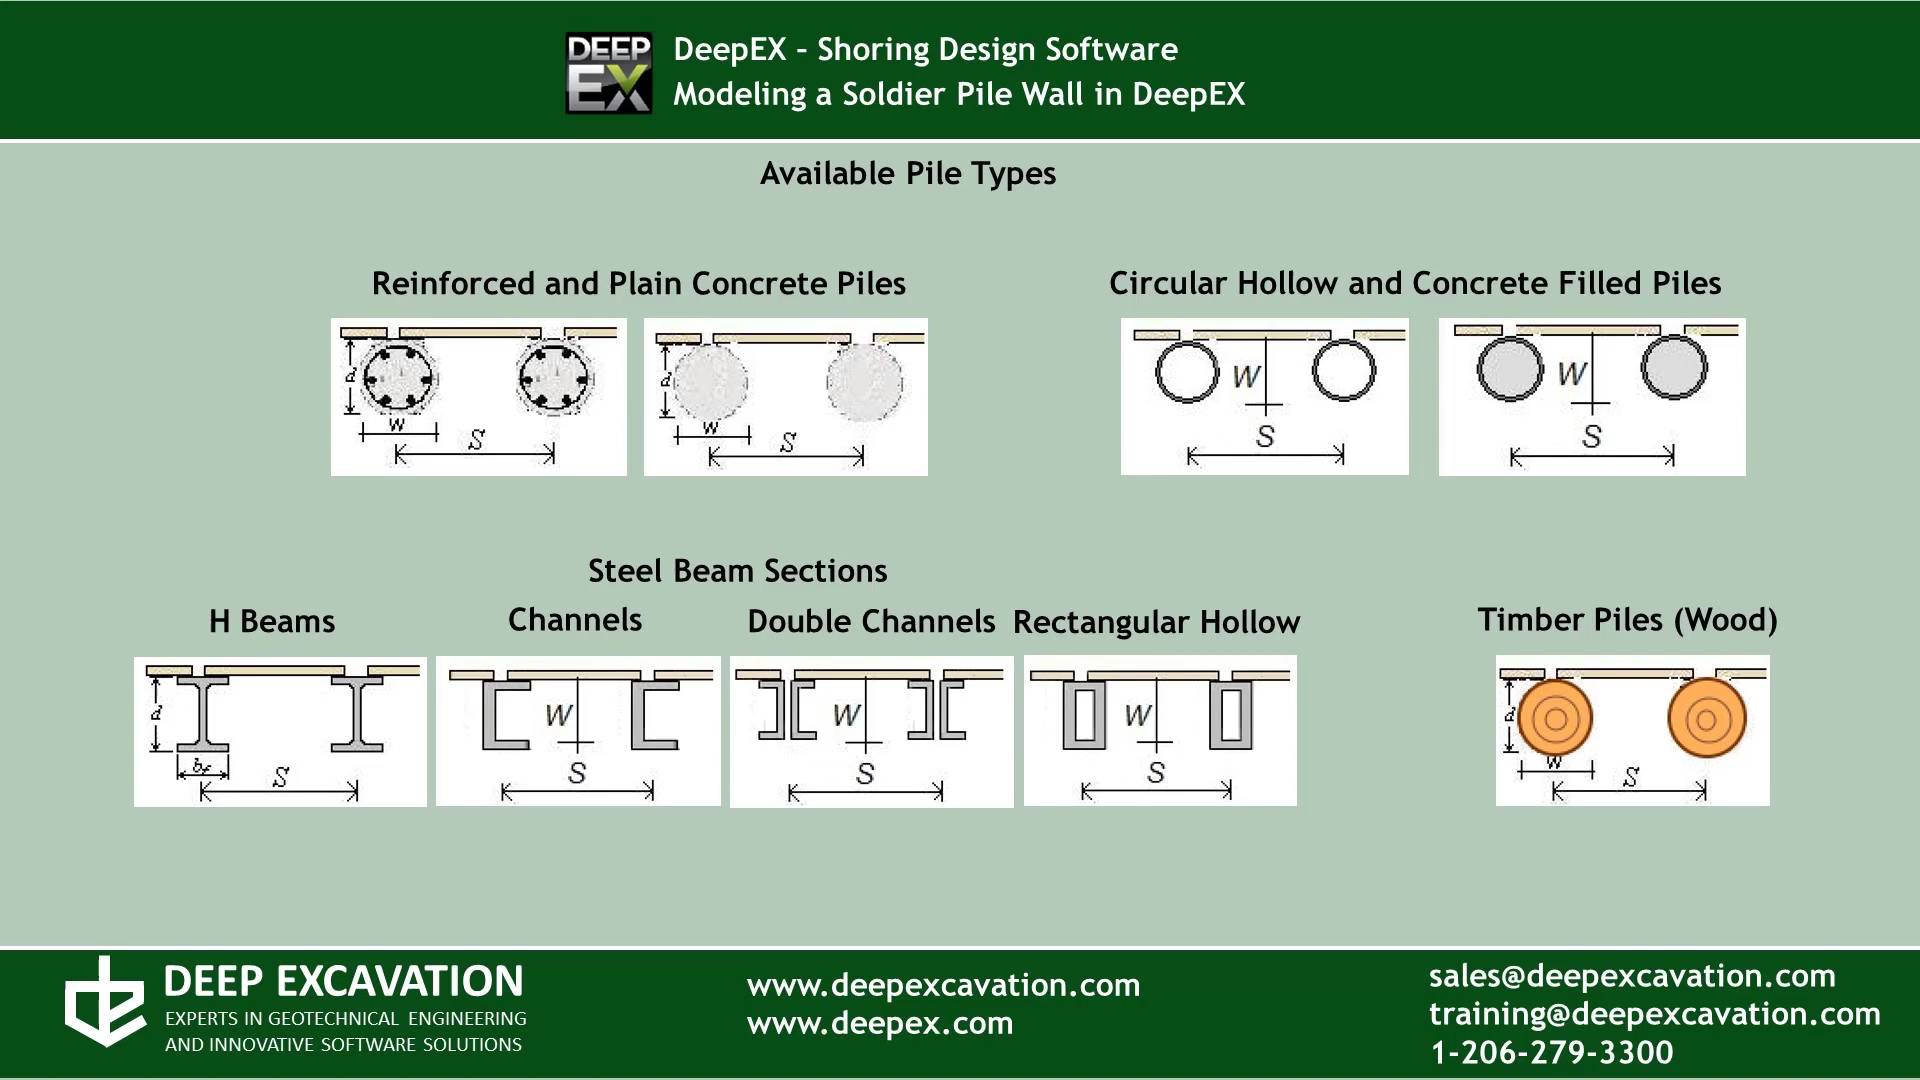 DEEP
EX
DeepEX – Shoring Design Software
Modeling a Soldier Pile Wall in DeepEX
Available Pile Types
Reinforced and Plain Concrete Piles
Circular Hollow and Concrete Filled Piles
d
w
S
d
w
S
W
S
W
S
Steel Beam Sections
H Beams
Channels
Double Channels
Rectangular Hollow
Timber Piles (Wood)
d
bf
S
W
S
W
S
W
S
d
w
S
DEEP EXCAVATION
EXPERTS IN GEOTECHNICAL ENGINEERING
AND INNOVATIVE SOFTWARE SOLUTIONS
www.deepexcavation.com
www.deepex.com
sales@deepexcavation.com
training@deepexcavation.com
1-206-279-3300